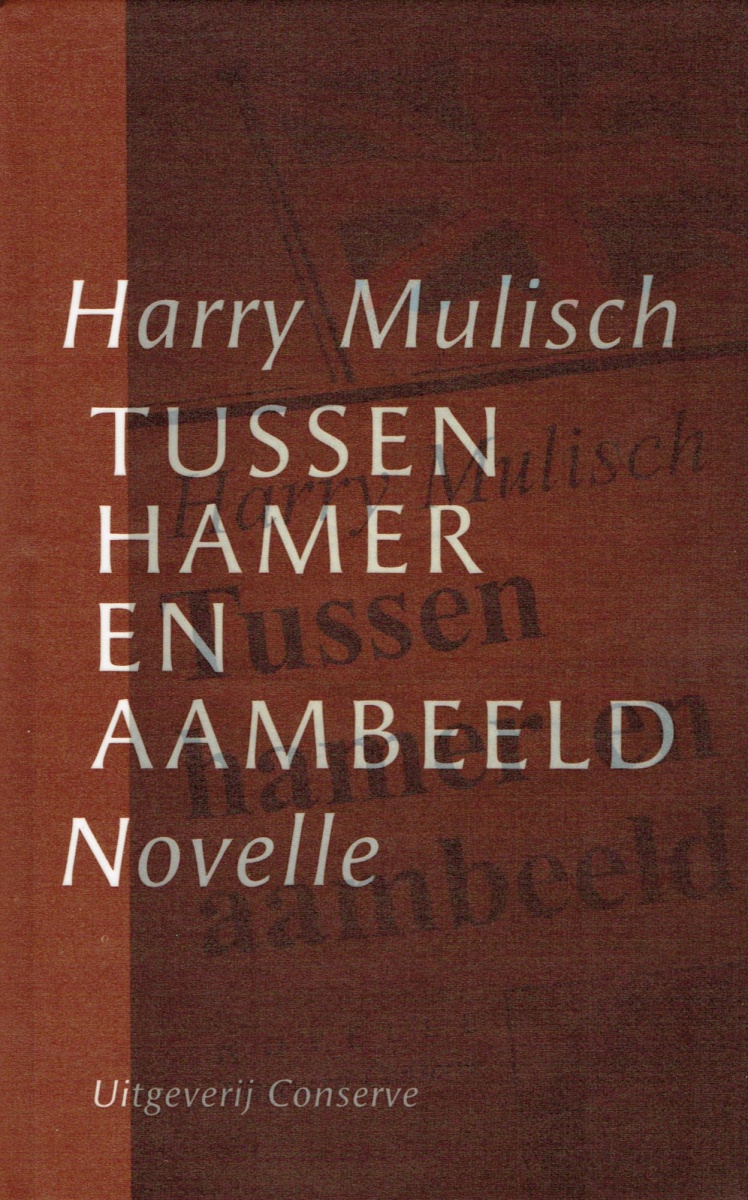 Harry Mulisch
TUSSEN
HAMER
EN
AAMBEELD
Novelle
Harry Mulisch
Tussen
hamer en
aambeeld
Uitgeverij Conserve